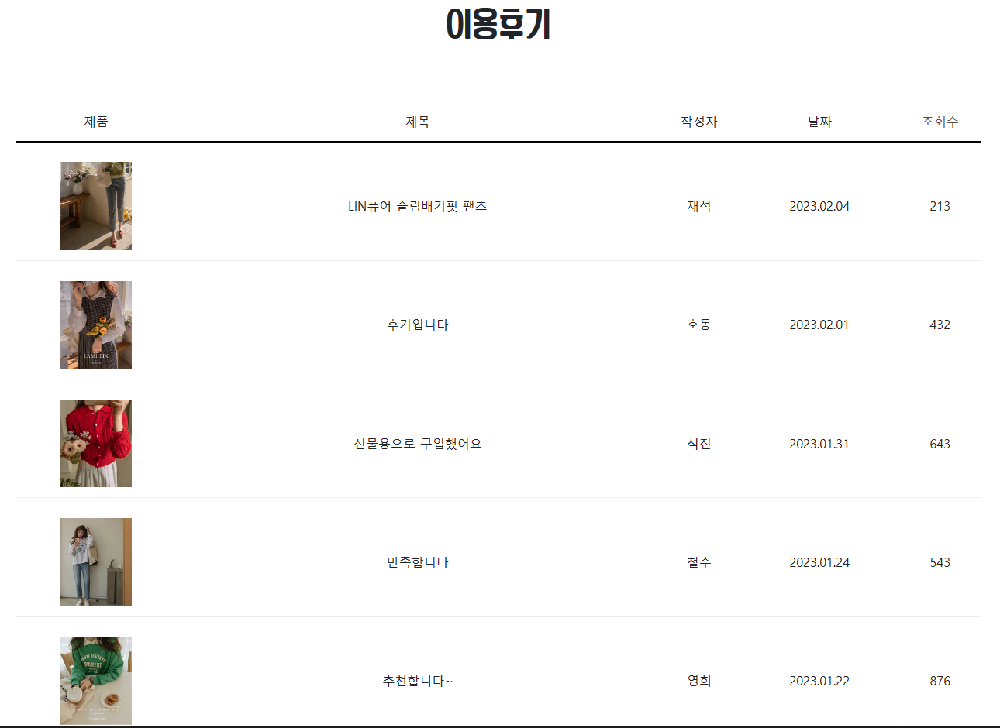 이용후기
제품 제목 작성자 날짜 조회수
LIN퓨어 슬림배기핏 팬츠 재석 2023.02.04 213
LABEL LIN
후기입니다 호동 2023.02.01 432
선물용으로 구입했어요 석진 2023.01.31 643
만족합니다 철수 2023.01.24 543
MOMENT
추천합니다~ 영희 2023.01.22 876